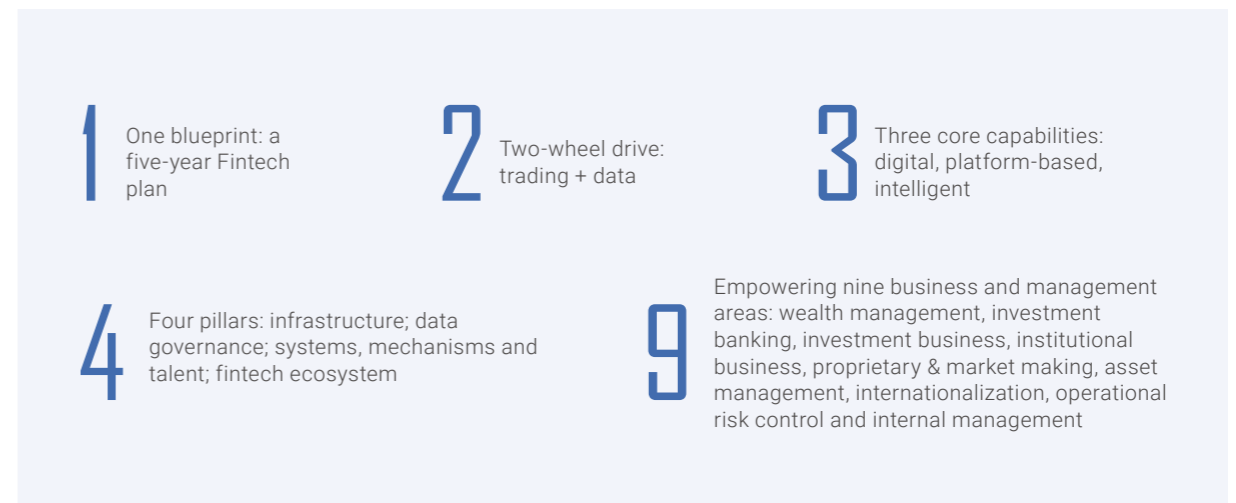 1
One blueprint: a
five-year Fintech
plan
2
Two-wheel drive:
trading + data
3
Three core capabilities:
digital, platform-based,
intelligent
4
Four pillars: infrastructure; data
governance; systems, mechanisms and
talent; fintech ecosystem
9
Empowering nine business and management
areas: wealth management, investment
banking, investment business, institutional
business, proprietary & market making, asset
management, internationalization, operational
risk control and internal management